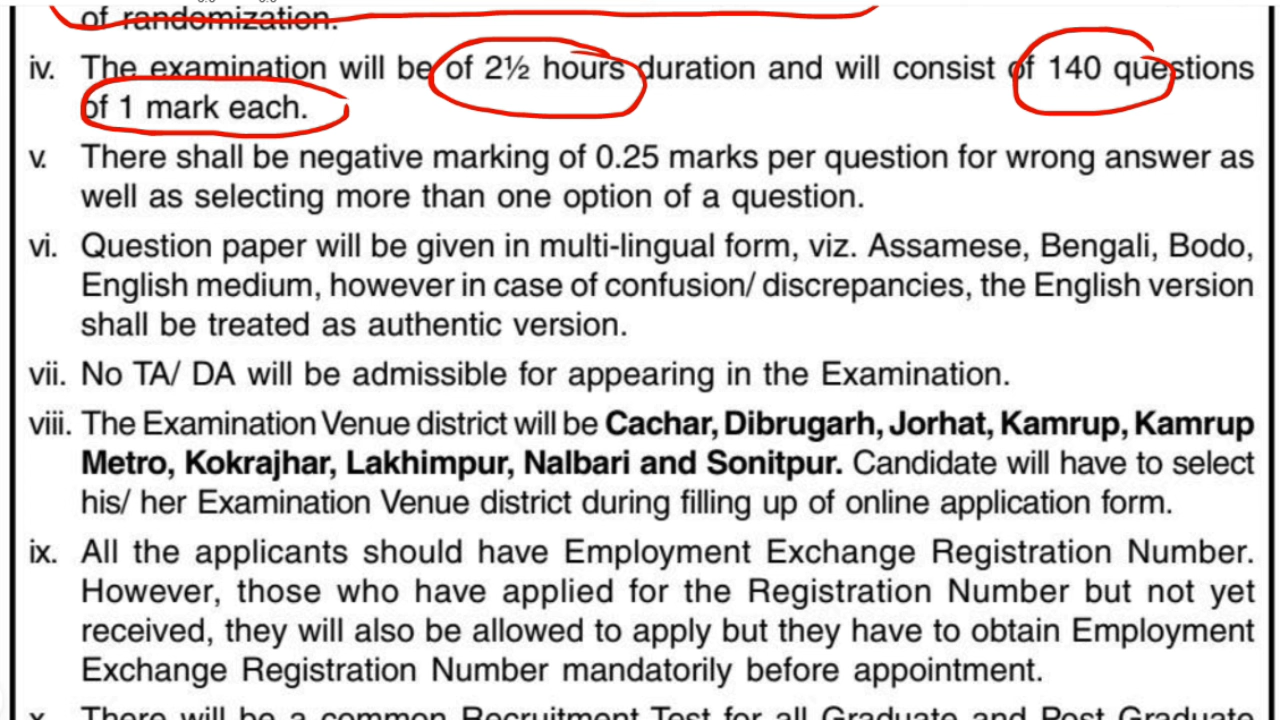 of randomization.
iv. The examination will be of 2½ hours duration and will consist of 140 questions
of 1 mark each.
v. There shall be negative marking of 0.25 marks per question for wrong answer as
well as selecting more than one option of a question.
vi. Question paper will be given in multi-lingual form, viz. Assamese, Bengali, Bodo,
English medium, however in case of confusion/ discrepancies, the English version
shall be treated as authentic version.
vii. No TA/ DA will be admissible for appearing in the Examination.
viii. The Examination Venue district will be Cachar, Dibrugarh, Jorhat, Kamrup, Kamrup
Metro, Kokrajhar, Lakhimpur, Nalbari and Sonitpur. Candidate will have to select
his/ her Examination Venue district during filling up of online application form.
ix. All the applicants should have Employment Exchange Registration Number.
However, those who have applied for the Registration Number but not yet
received, they will also be allowed to apply but they have to obtain Employment
Exchange Registration Number mandatorily before appointment.
x. There will be a common Recruitment Test for all Graduate and Post Graduate